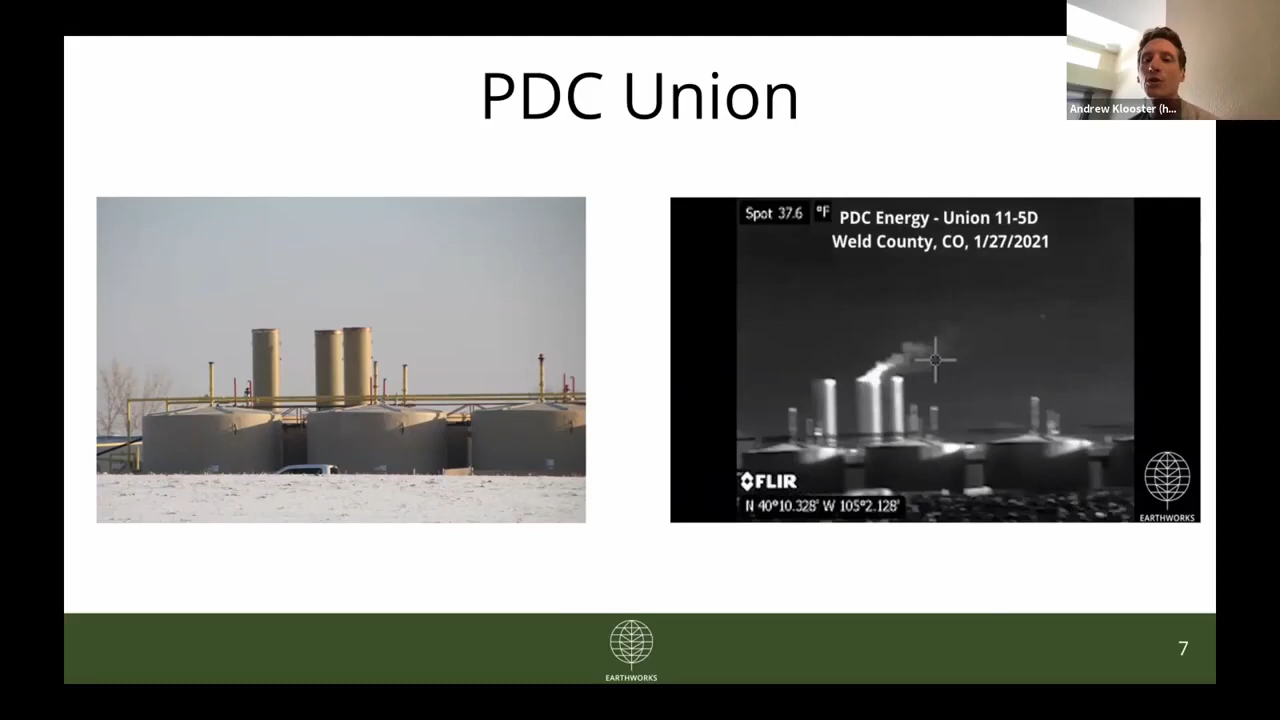 PDC Union
Andrew Klooster (h...
Spot 37.6 °F
PDC Energy - Union 11-5D
Weld County, CO, 1/27/2021
FLIR
N 40°10.328' W 105°2.128'
EARTHWORKS
EARTHWORKS
7